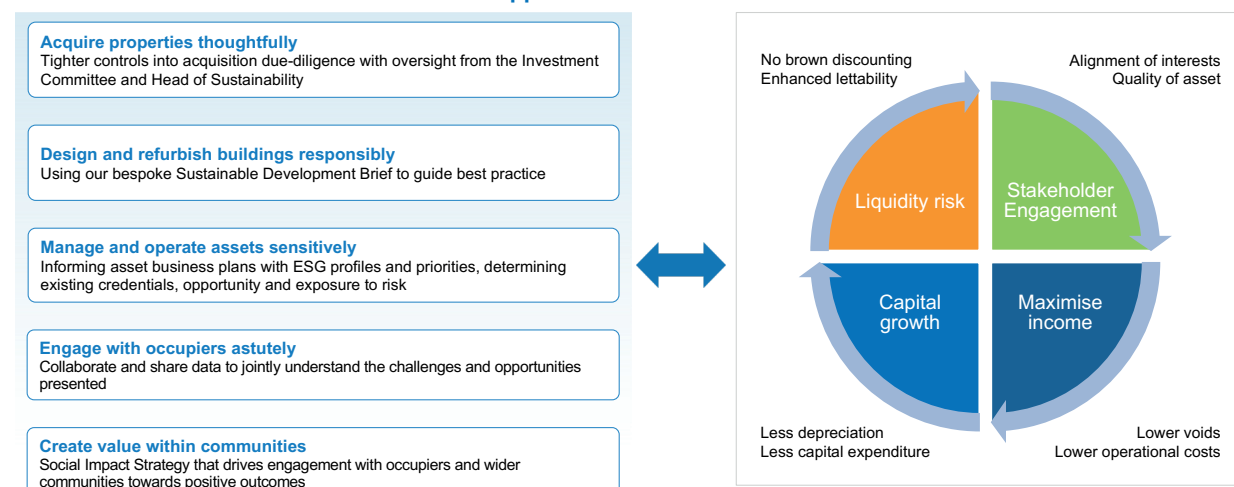 Acquire properties thoughtfully
Tighter controls into acquisition due-diligence with oversight from the Investment
Committee and Head of Sustainability
Design and refurbish buildings responsibly
Using our bespoke Sustainable Development Brief to guide best practice
Manage and operate assets sensitively
Informing asset business plans with ESG profiles and priorities, determining
existing credentials, opportunity and exposure to risk
Engage with occupiers astutely
Collaborate and share data to jointly understand the challenges and opportunities
presented
Create value within communities
Social Impact Strategy that drives engagement with occupiers and wider
communities towards positive outcomes
No brown discounting
Enhanced lettability
Alignment of interests
Quality of asset
Liquidity risk
Stakeholder
Engagement
Capital
growth
Maximise
income
Less depreciation
Less capital expenditure
Lower voids
Lower operational costs